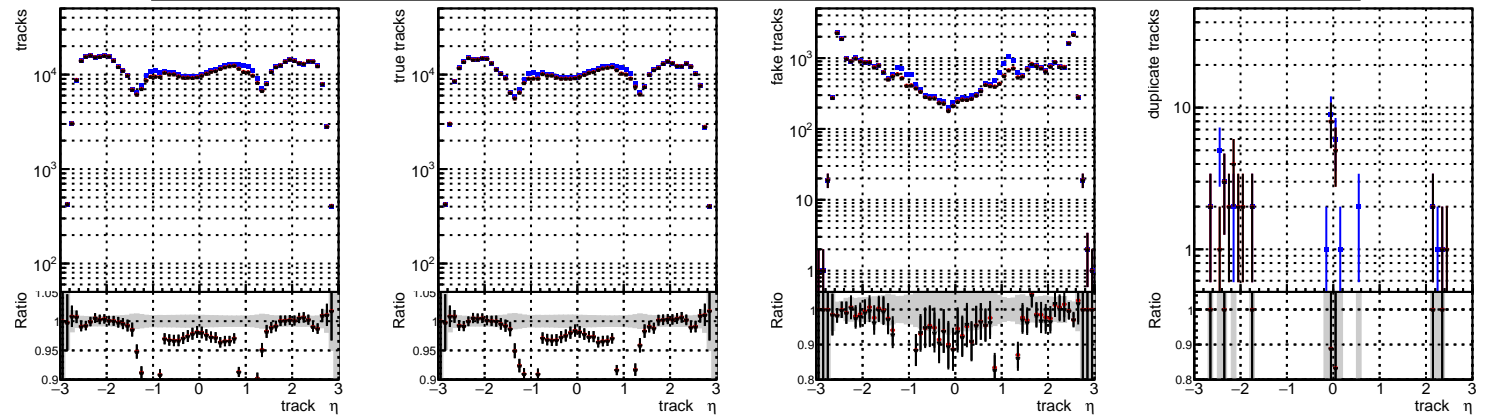 tracks
10⁴
10³
10²
Ratio
1.05
1
0.95
0.9
−3 −2 −1 0 1 2 3
track η
true tracks
10⁴
10³
10²
Ratio
1.05
1
0.95
0.9
−3 −2 −1 0 1 2 3
track η
fake tracks
10³
10²
10
1
Ratio
1
0.9
0.8
−3 −2 −1 0 1 2 3
track η
duplicate tracks
10
1
Ratio
1
0.9
0.8
−3 −2 −1 0 1 2 3
track η